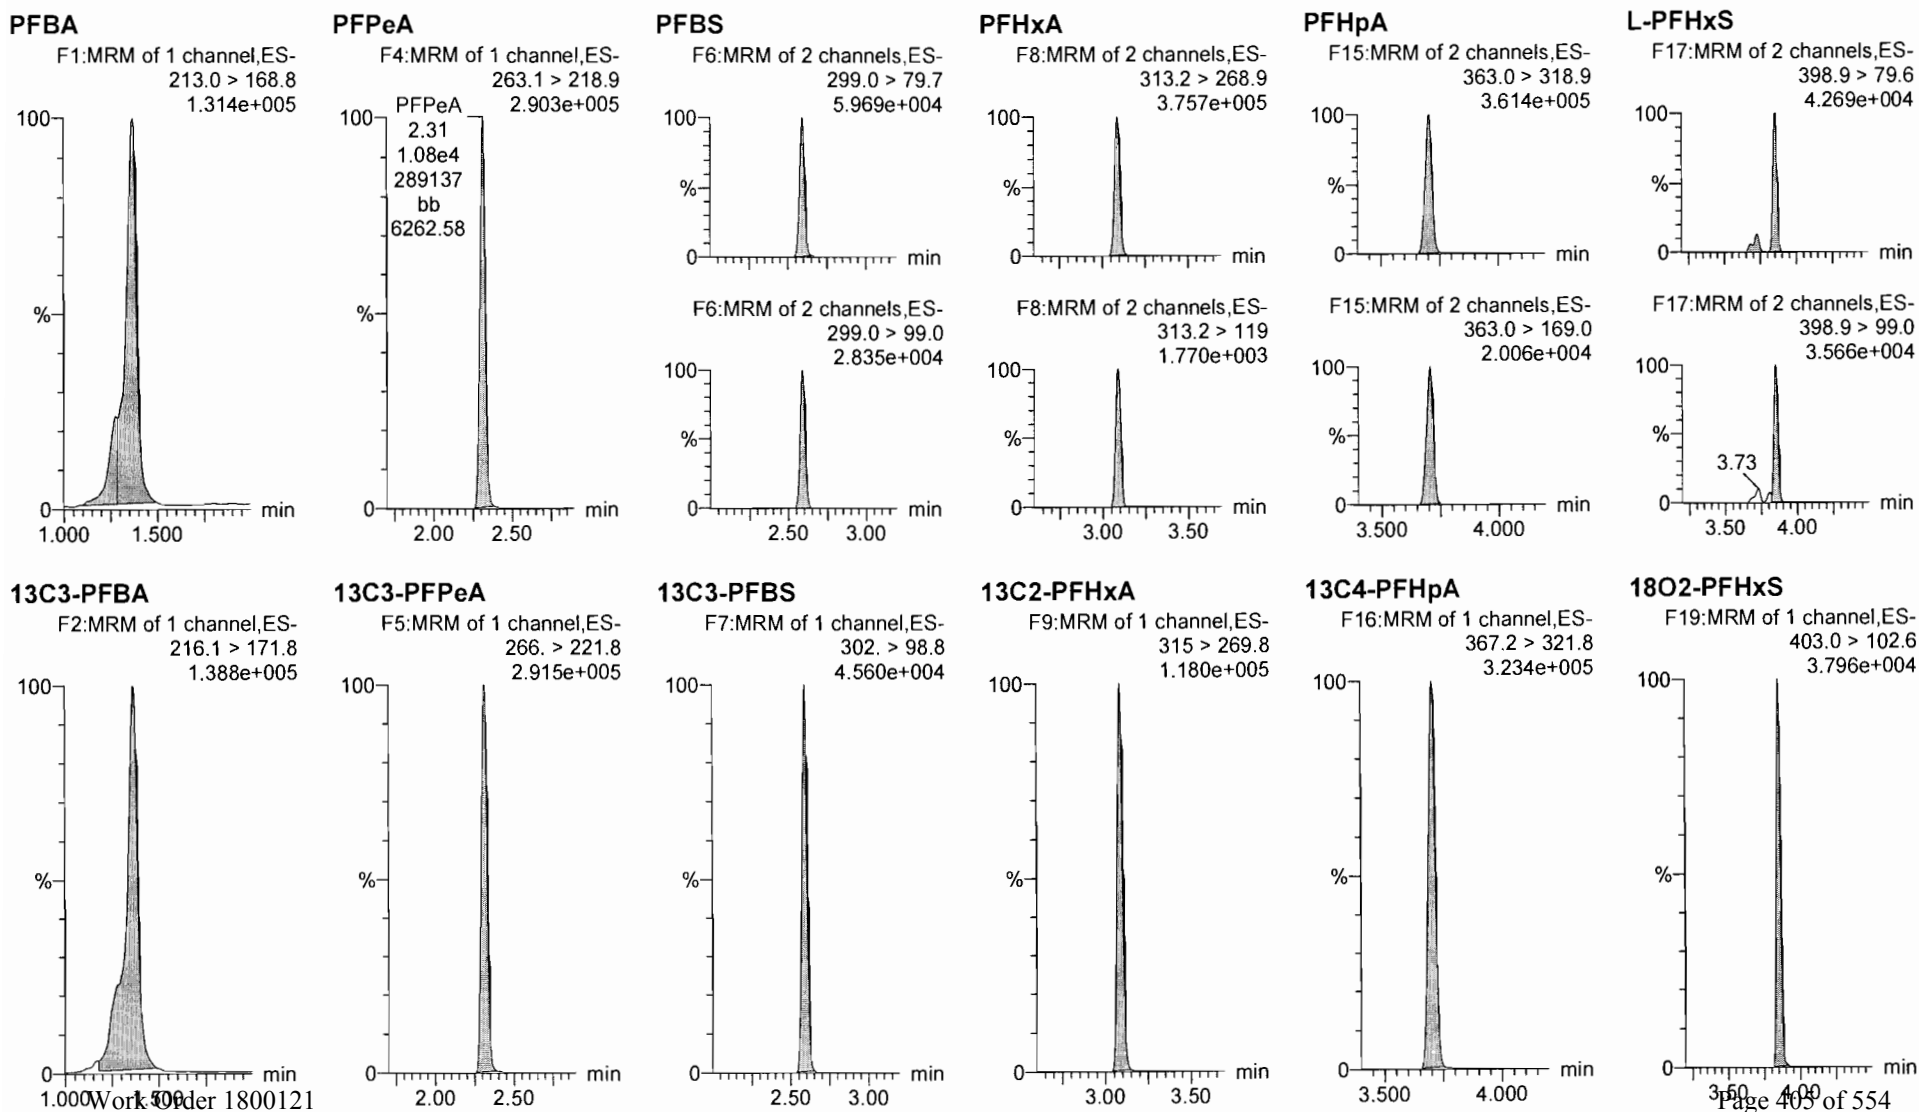 PFBA
F1:MRM of 1 channel,ES-
213.0 > 168.8
1.314e+005
100
%
0
min
1.000
1.500
PFPeA
F4:MRM of 1 channel,ES-
263.1 > 218.9
2.903e+005
PFPeA
2.31
1.08e4
289137
bb
6262.58
100
%
0
min
2.00
2.50
PFBS
F6:MRM of 2 channels,ES-
299.0 > 79.7
5.969e+004
100
%
0
min
F6:MRM of 2 channels,ES-
299.0 > 99.0
2.835e+004
100
%
0
min
2.50
3.00
PFHxA
F8:MRM of 2 channels,ES-
313.2 > 268.9
3.757e+005
100
%
0
min
F8:MRM of 2 channels,ES-
313.2 > 119
1.770e+003
100
%
0
min
3.00
3.50
PFHpA
F15:MRM of 2 channels,ES-
363.0 > 318.9
3.614e+005
100
%
0
min
F15:MRM of 2 channels,ES-
363.0 > 169.0
2.006e+004
100
%
0
min
3.500
4.000
L-PFHxS
F17:MRM of 2 channels,ES-
398.9 > 79.6
4.269e+004
100
%
0
min
F17:MRM of 2 channels,ES-
398.9 > 99.0
3.566e+004
100
%
3.73
0
min
3.50
4.00
13C3-PFBA
F2:MRM of 1 channel,ES-
216.1 > 171.8
1.388e+005
100
%
0
min
1.000
1.500
13C3-PFPeA
F5:MRM of 1 channel,ES-
266. > 221.8
2.915e+005
100
%
0
min
2.00
2.50
13C3-PFBS
F7:MRM of 1 channel,ES-
302. > 98.8
4.560e+004
100
%
0
min
2.50
3.00
13C2-PFHxA
F9:MRM of 1 channel,ES-
315 > 269.8
1.180e+005
100
%
0
min
3.00
3.50
13C4-PFHpA
F16:MRM of 1 channel,ES-
367.2 > 321.8
3.234e+005
100
%
0
min
3.500
4.000
18O2-PFHxS
F19:MRM of 1 channel,ES-
403.0 > 102.6
3.796e+004
100
%
0
min
3.50
4.00
Work Order 1800121
Page 405 of 554